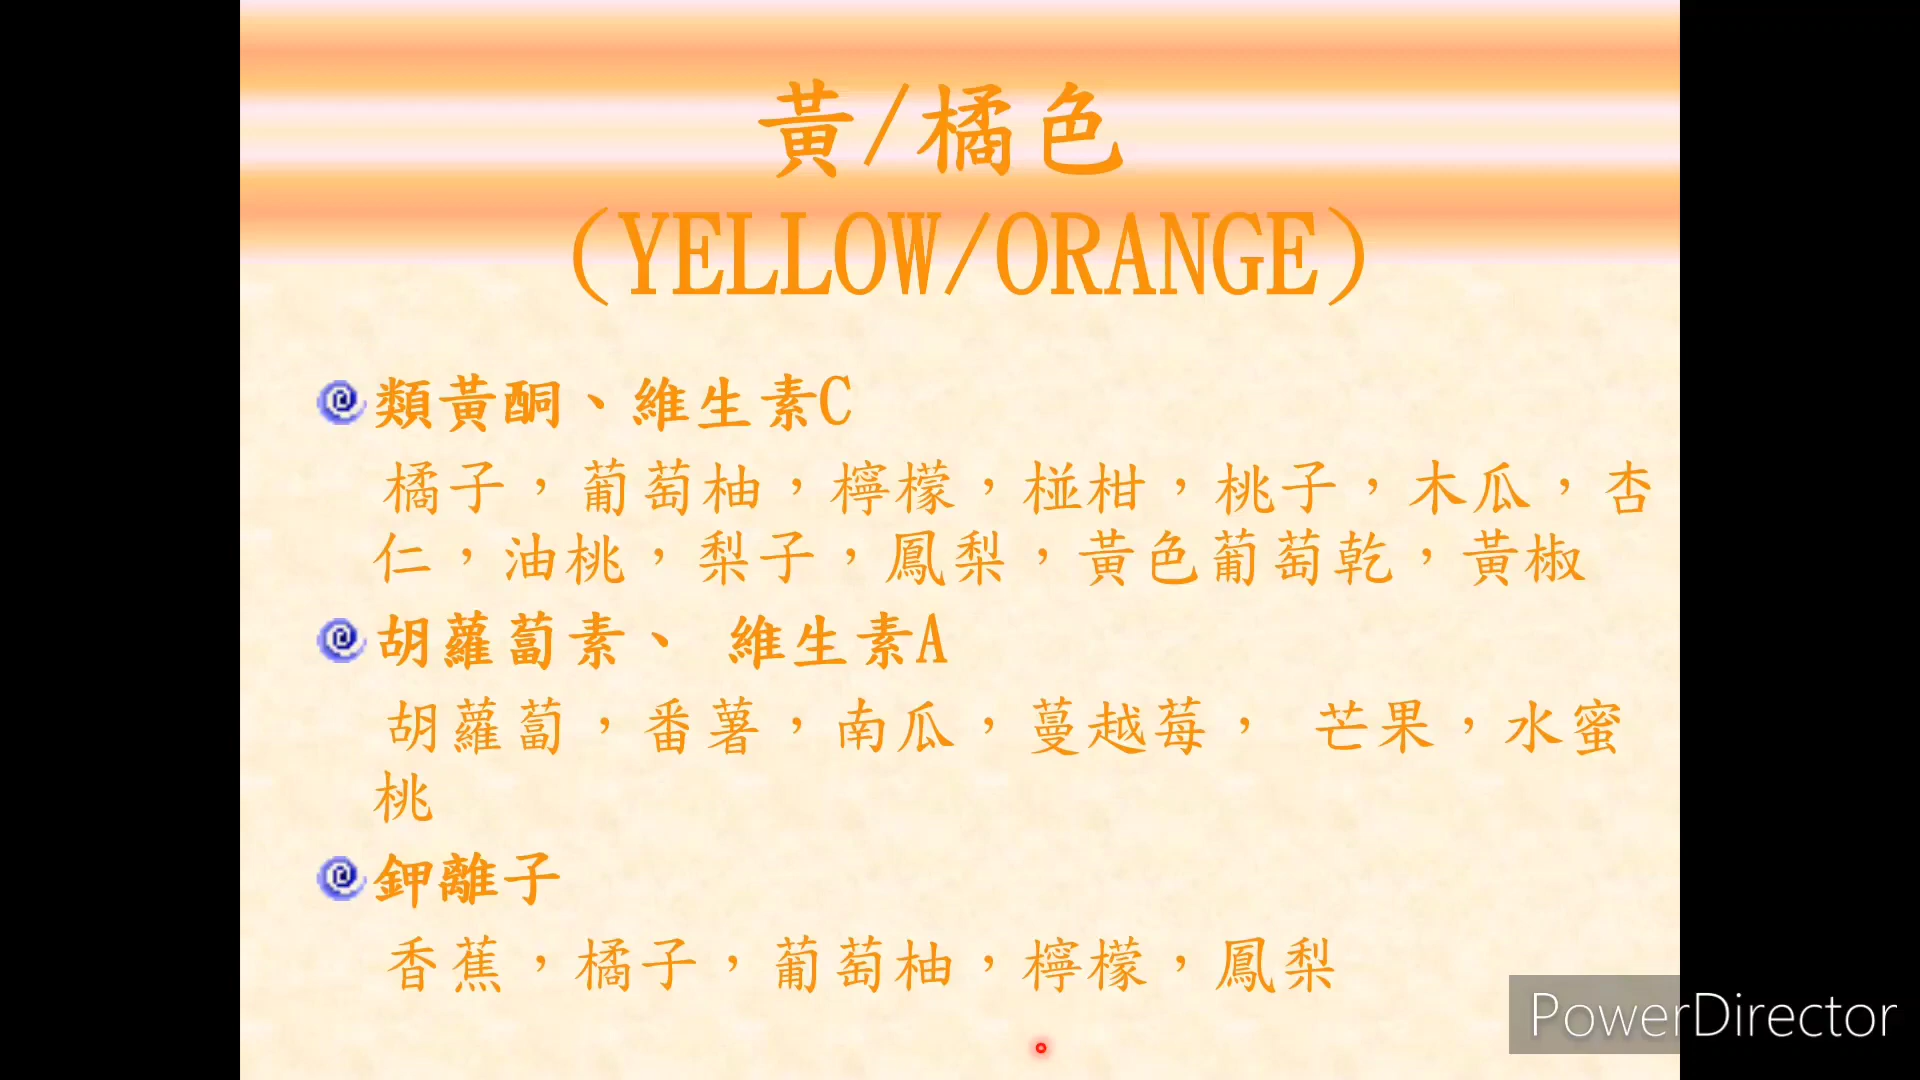 黃/橘色
(YELLOW/ORANGE)
類黃酮、維生素C
橘子，葡萄柚，檸檬，椪柑，桃子，木瓜，杏
仁，油桃，梨子，鳳梨，黃色葡萄乾，黃椒
胡蘿蔔素、 維生素A
胡蘿蔔，番薯，南瓜，蔓越莓， 芒果，水蜜
桃
鉀離子
香蕉，橘子，葡萄柚，檸檬，鳳梨
PowerDirector